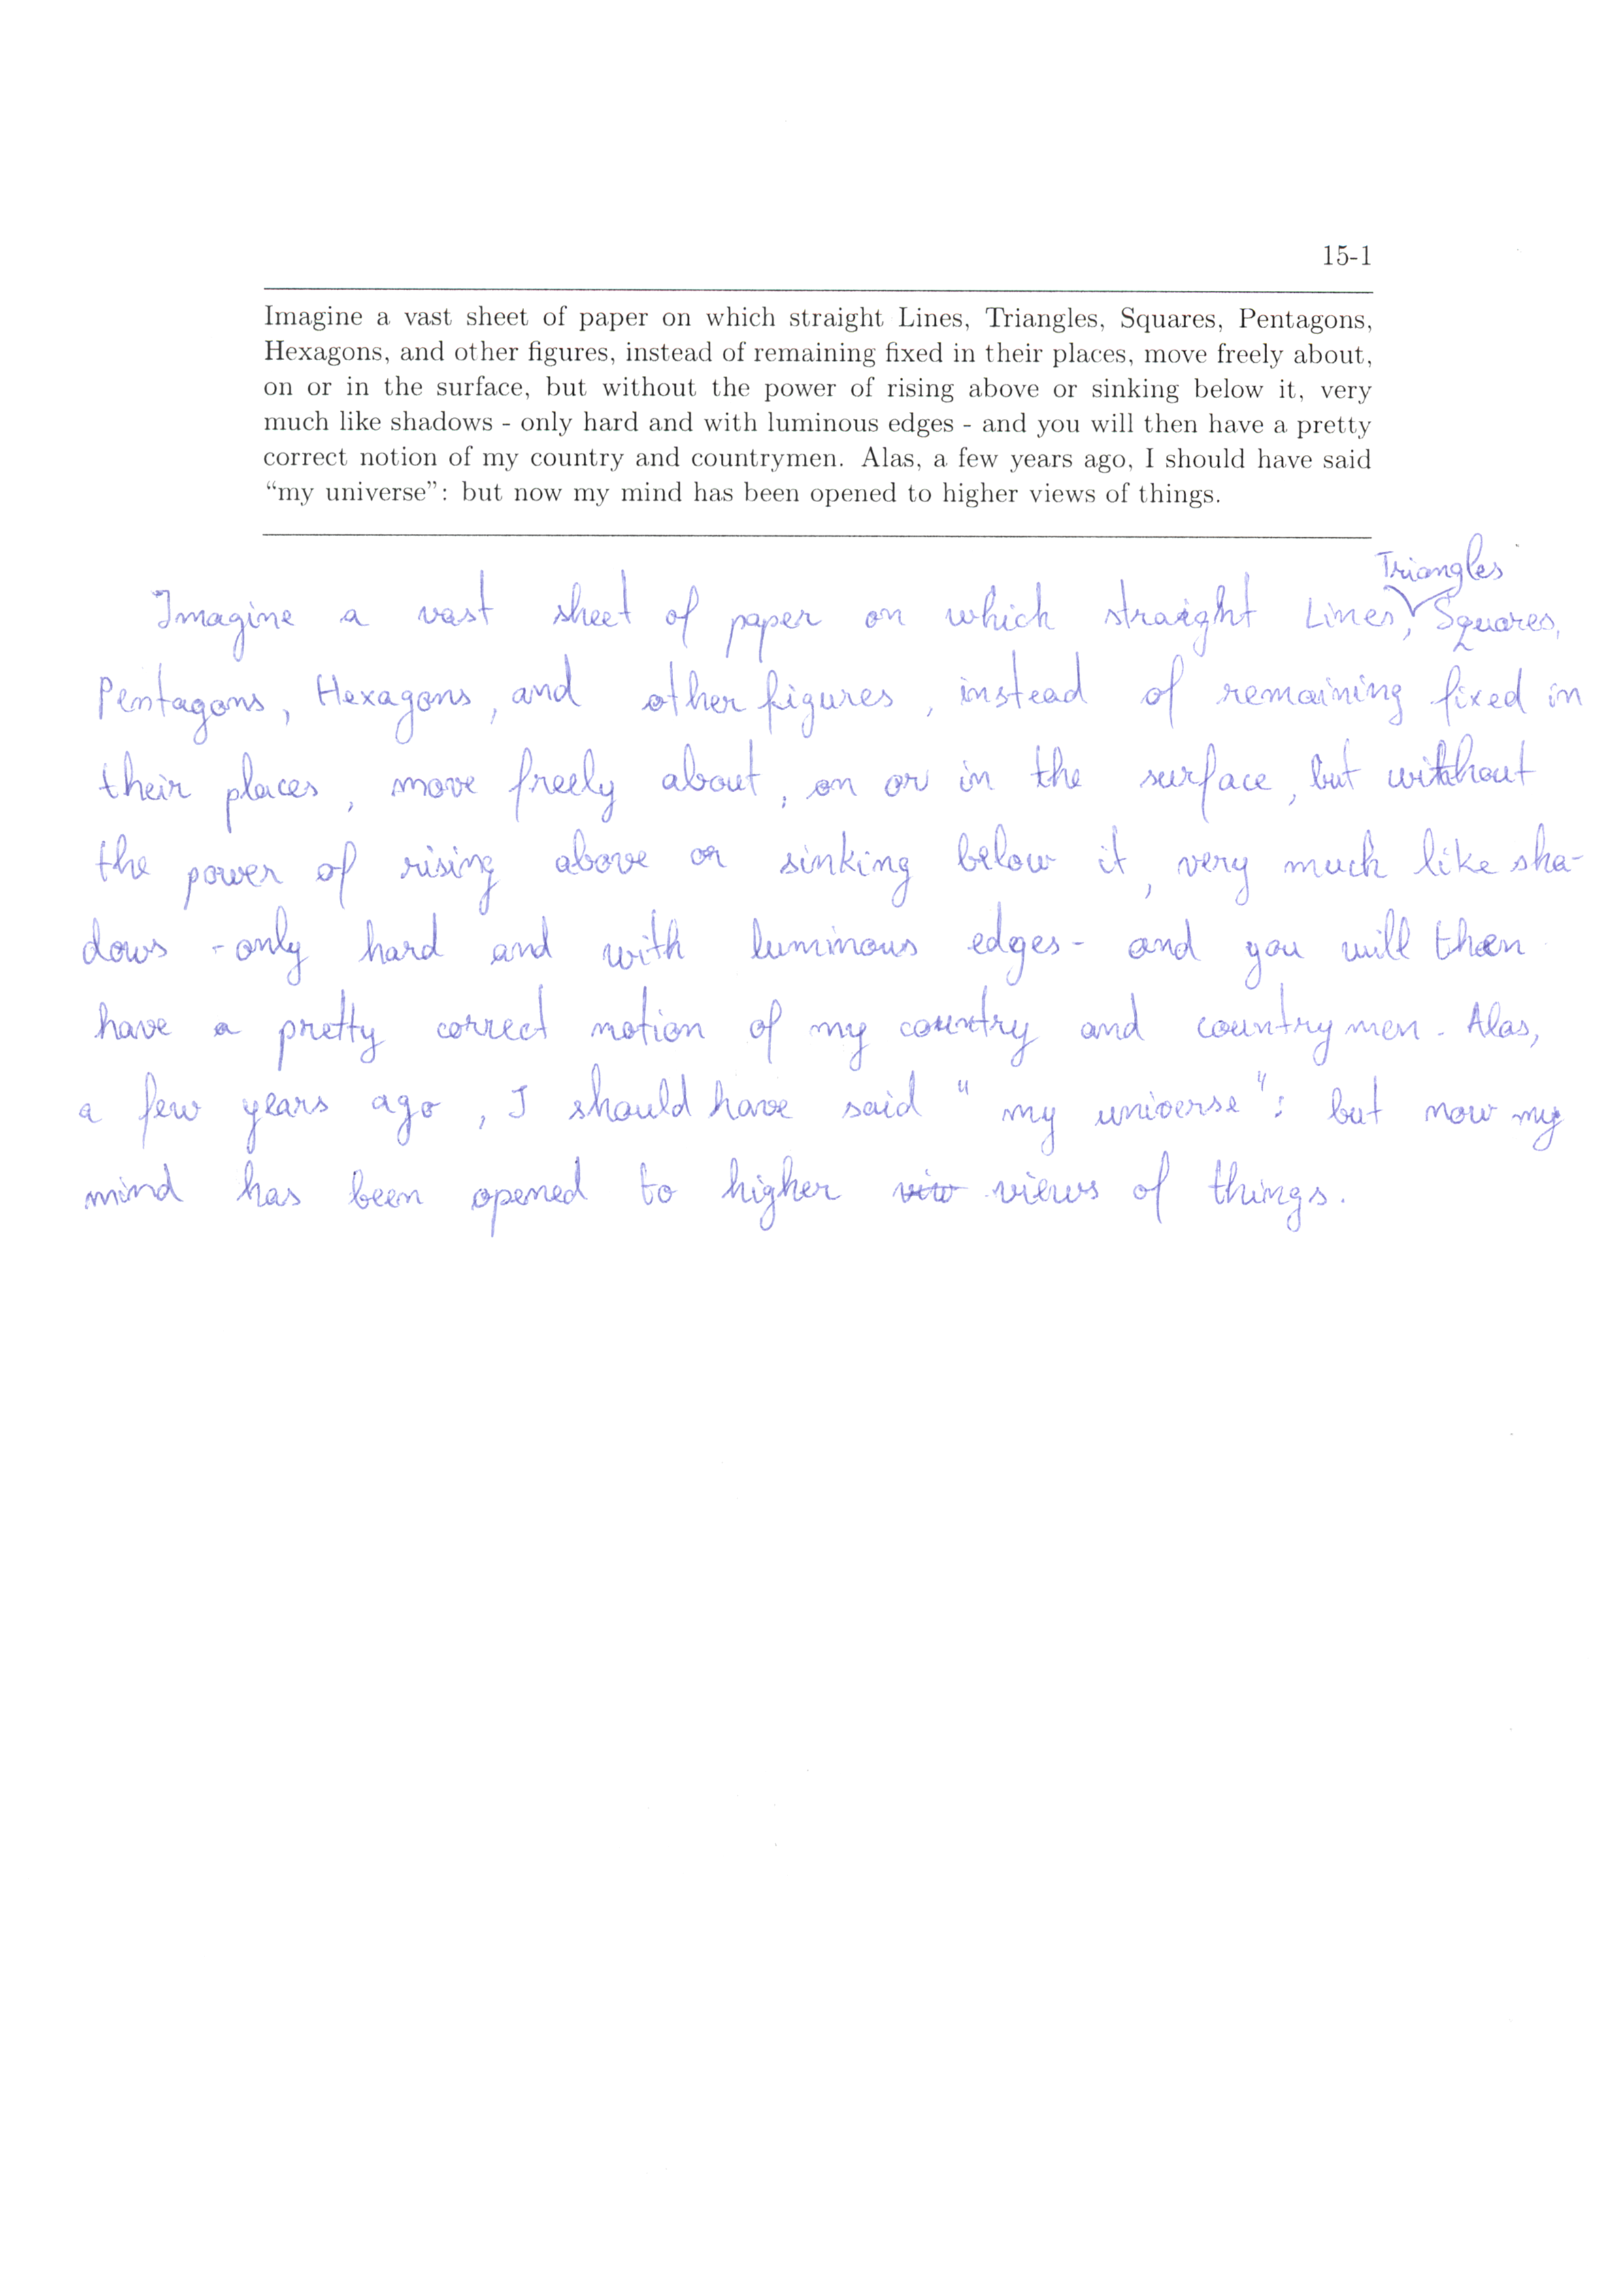 15-1
Imagine a vast sheet of paper on which straight Lines, Triangles, Squares, Pentagons,
Hexagons, and other figures, instead of remaining fixed in their places, move freely about,
on or in the surface, but without the power of rising above or sinking below it, very
much like shadows - only hard and with luminous edges - and you will then have a pretty
correct notion of my country and countrymen. Alas, a few years ago, I should have said
“my universe”: but now my mind has been opened to higher views of things.
Triangles
Imagine a vast sheet of paper on which straight Lines, Squares,
Pentagons, Hexagons, and other figures, instead of remaining fixed in
their places, move freely about, on or in the surface, but without
the power of rising above or sinking below it, very much like sha-
dows - only hard and with luminous edges - and you will then
have a pretty correct notion of my country and countrymen. Alas,
a few years ago, I should have said "my universe": but now my
mind has been opened to higher viw views of things.